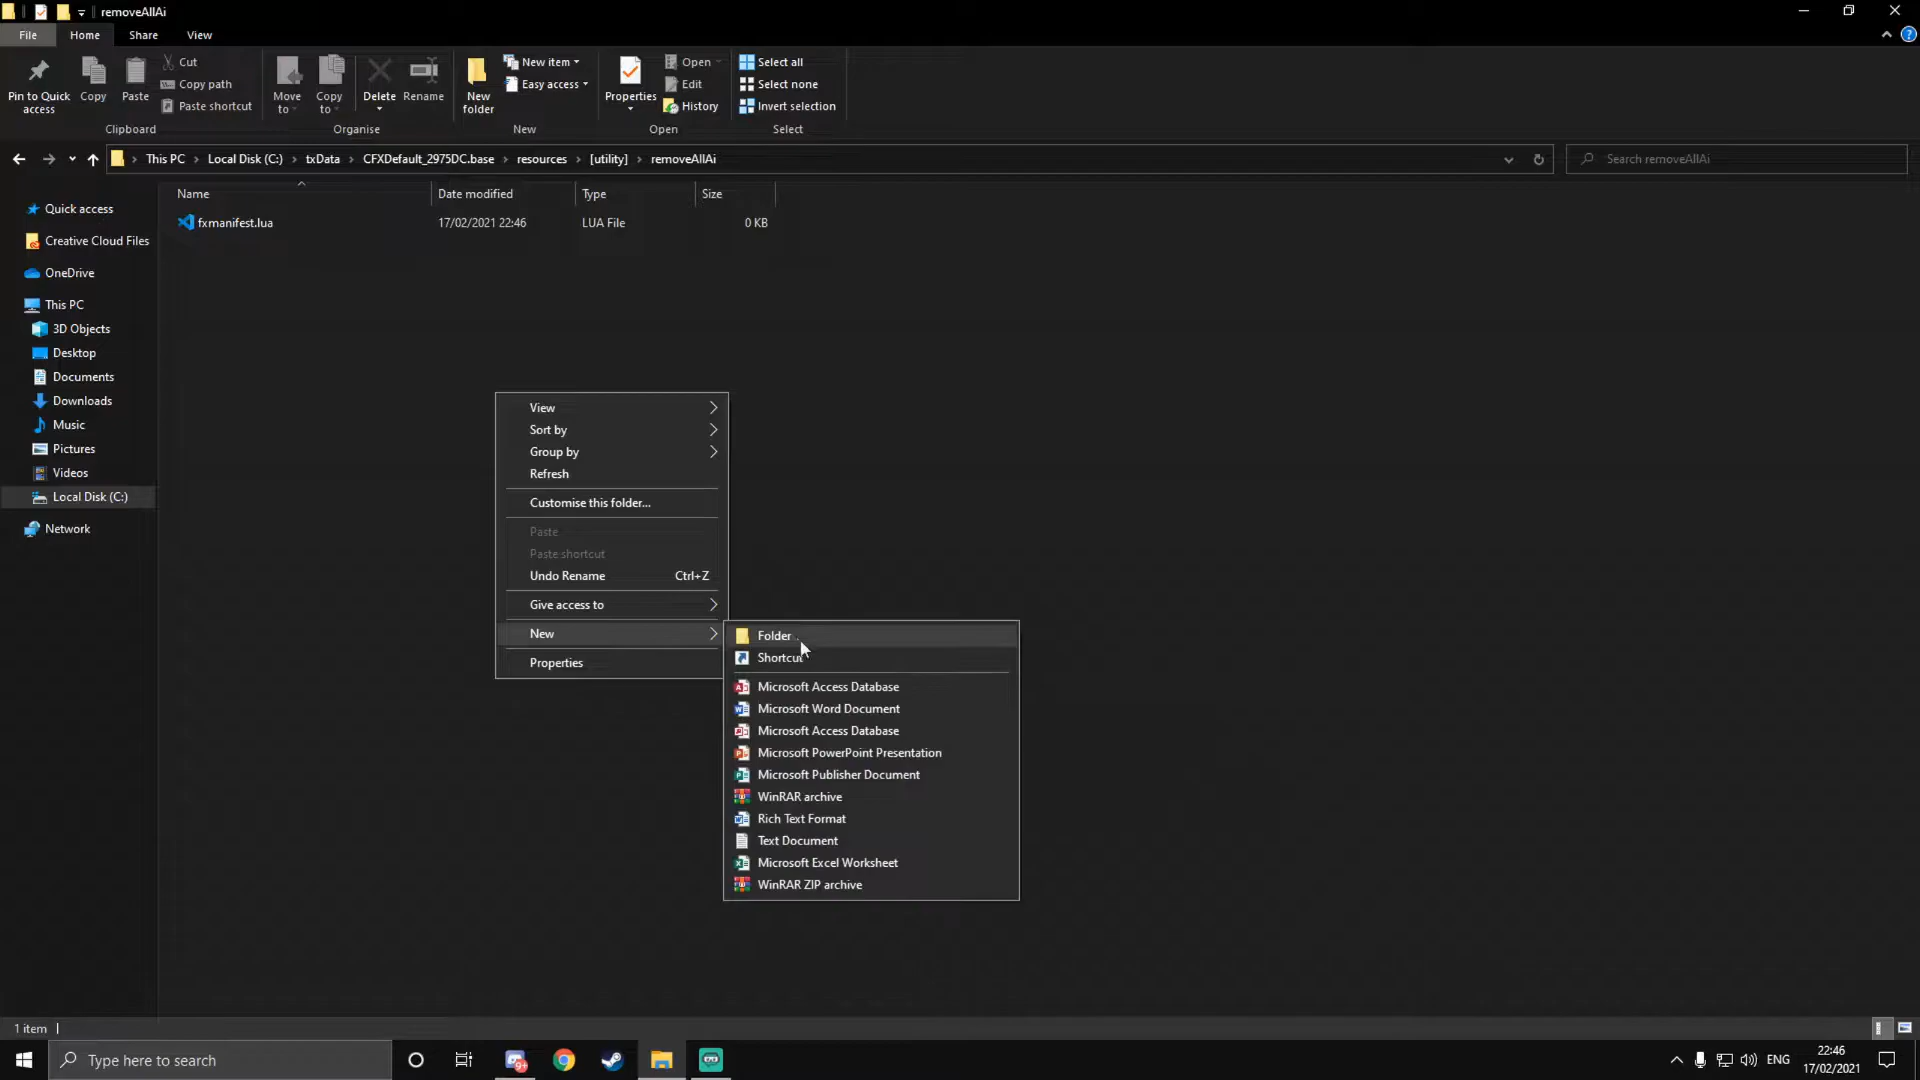 removeAllAi
File Home Share View
Pin to Quick access
Copy
Paste
Cut
Copy path
Paste shortcut
Clipboard
Move to
Copy to
Delete
Rename
Organise
New folder
New item
Easy access
New
Properties
Open
Edit
History
Open
Select all
Select none
Invert selection
Select
This PC Local Disk (C:) txData CFXDefault_2975DC.base resources [utility] removeAllAi
Search removeAllAi
Name Date modified Type Size
fxmanifest.lua 17/02/2021 22:46 LUA File 0 KB
Quick access
Creative Cloud Files
OneDrive
This PC
3D Objects
Desktop
Documents
Downloads
Music
Pictures
Videos
Local Disk (C:)
Network
View
Sort by
Group by
Refresh
Customise this folder...
Paste
Paste shortcut
Undo Rename Ctrl+Z
Give access to
New
Properties
Folder
Shortcut
Microsoft Access Database
Microsoft Word Document
Microsoft Access Database
Microsoft PowerPoint Presentation
Microsoft Publisher Document
WinRAR archive
Rich Text Format
Text Document
Microsoft Excel Worksheet
WinRAR ZIP archive
1 item
Type here to search
9+
ENG
22:46
17/02/2021